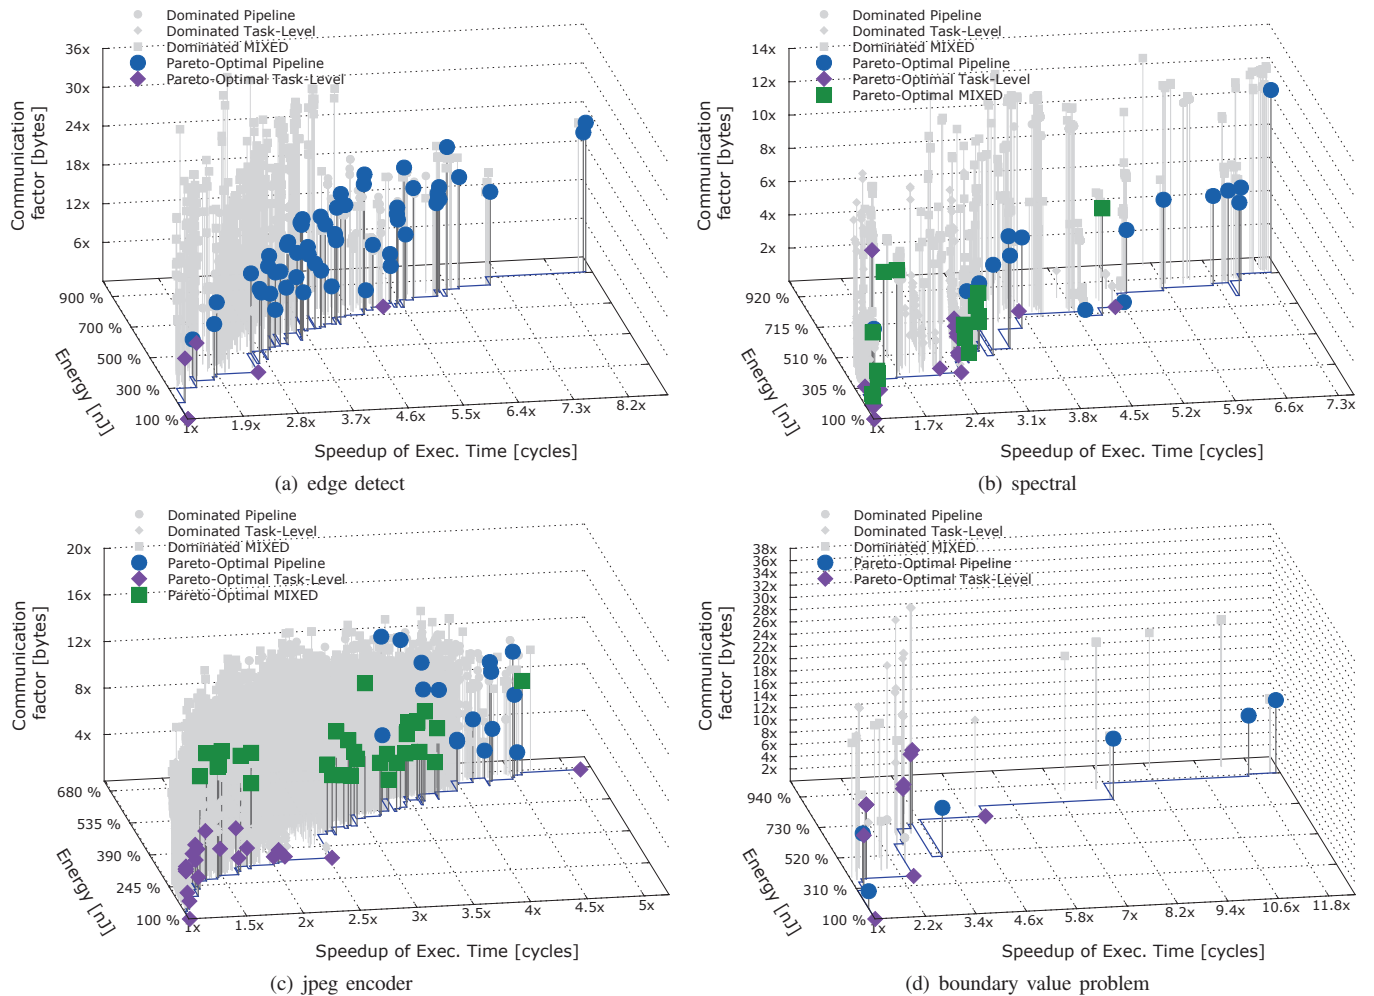 Dominated Pipeline
Dominated Task-Level
Dominated MIXED
Pareto-Optimal Pipeline
Pareto-Optimal Task-Level
36x
30x
24x
18x
12x
6x
Communication
factor [bytes]
900 %
700 %
500 %
300 %
100 %
Energy [nJ]
1x
1.9x
2.8x
3.7x
4.6x
5.5x
6.4x
7.3x
8.2x
Speedup of Exec. Time [cycles]
(a) edge detect
Dominated Pipeline
Dominated Task-Level
Dominated MIXED
Pareto-Optimal Pipeline
Pareto-Optimal Task-Level
Pareto-Optimal MIXED
14x
12x
10x
8x
6x
4x
2x
Communication
factor [bytes]
920 %
715 %
510 %
305 %
100 %
Energy [nJ]
1x
1.7x
2.4x
3.1x
3.8x
4.5x
5.2x
5.9x
6.6x
7.3x
Speedup of Exec. Time [cycles]
(b) spectral
Dominated Pipeline
Dominated Task-Level
Dominated MIXED
Pareto-Optimal Pipeline
Pareto-Optimal Task-Level
Pareto-Optimal MIXED
20x
16x
12x
8x
4x
Communication
factor [bytes]
680 %
535 %
390 %
245 %
100 %
Energy [nJ]
1x
1.5x
2x
2.5x
3x
3.5x
4x
4.5x
5x
Speedup of Exec. Time [cycles]
(c) jpeg encoder
Dominated Pipeline
Dominated Task-Level
Dominated MIXED
Pareto-Optimal Pipeline
Pareto-Optimal Task-Level
38x
36x
34x
32x
30x
28x
26x
24x
22x
20x
18x
16x
14x
12x
10x
8x
6x
4x
2x
Communication
factor [bytes]
940 %
730 %
520 %
310 %
100 %
Energy [nJ]
1x
2.2x
3.4x
4.6x
5.8x
7x
8.2x
9.4x
10.6x
11.8x
Speedup of Exec. Time [cycles]
(d) boundary value problem